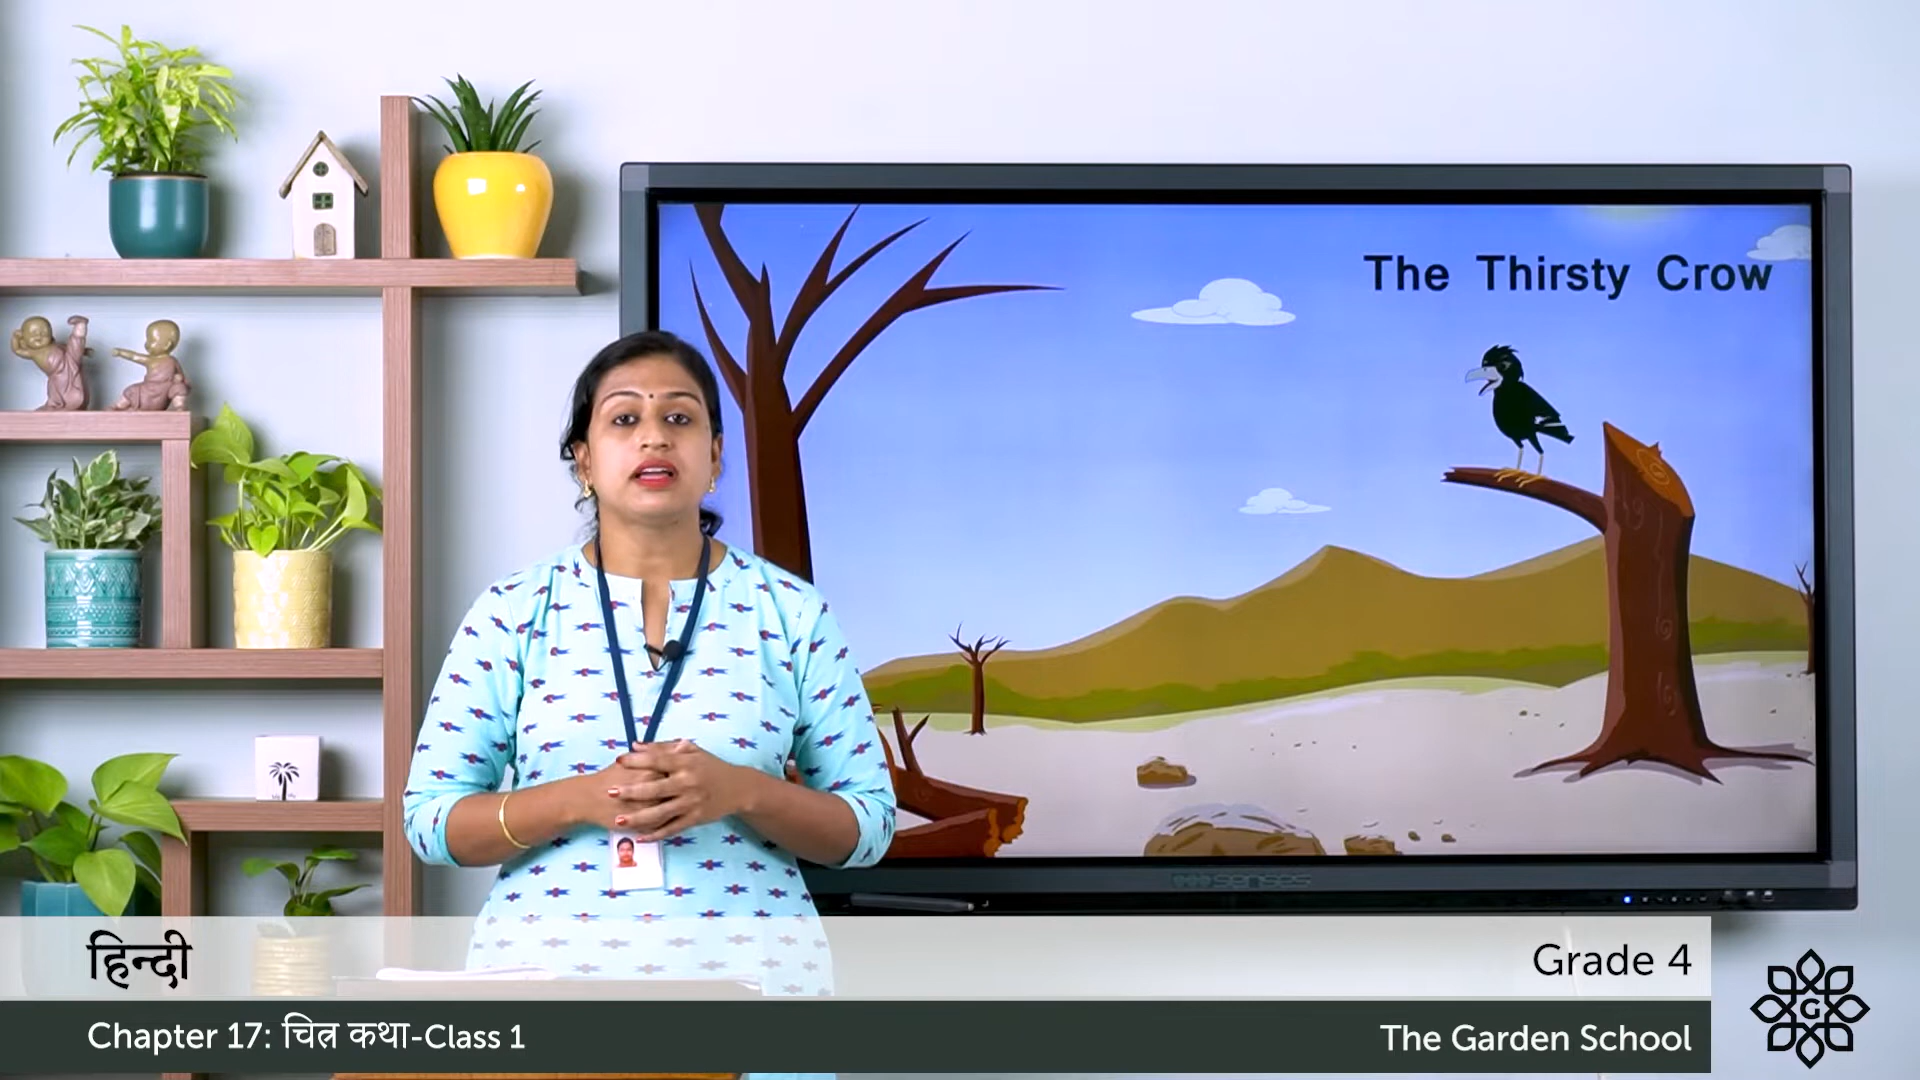 The Thirsty Crow
हिन्दी
Grade 4
Chapter 17: चित्र कथा-Class 1
The Garden School
G